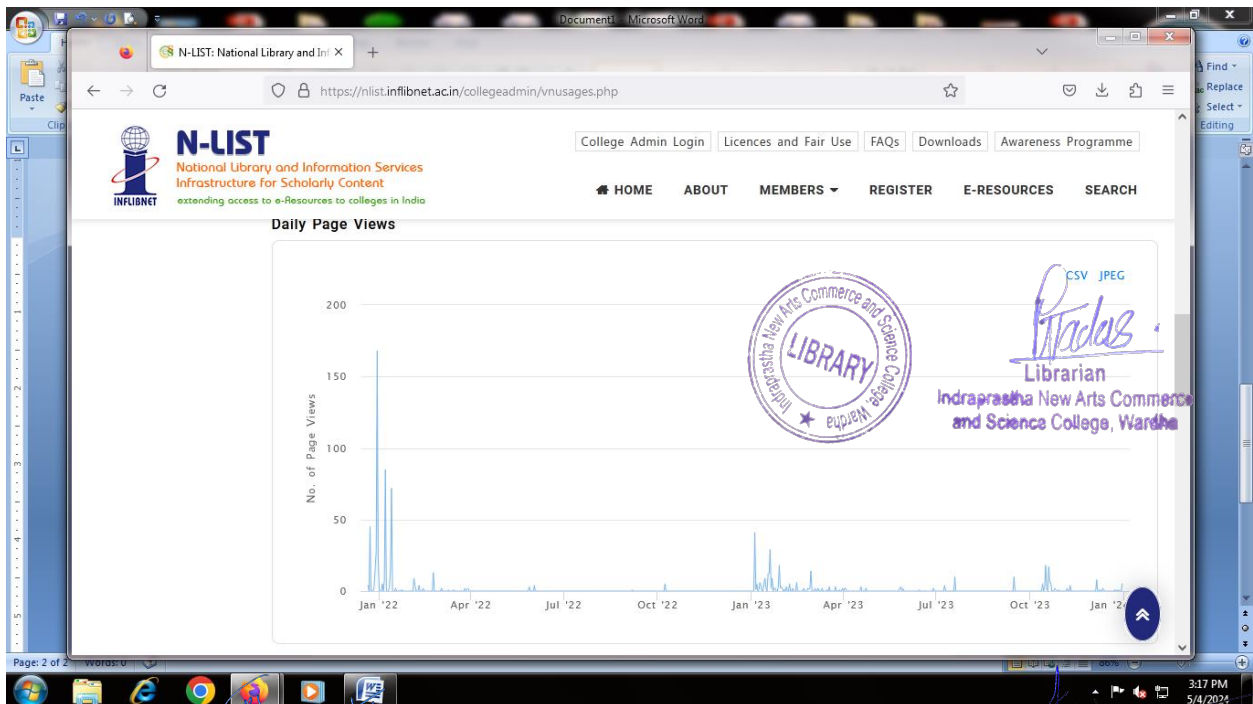 Document1 - Microsoft Word
N-LIST: National Library and Inf
https://nlist.inflibnet.ac.in/collegeadmin/vnusages.php
Paste
Clip
Find
Replace
Select
Editing
INFLIBNET
N-LIST
National Library and Information Services
Infrastructure for Scholarly Content
extending access to e-Resources to colleges in India
College Admin Login
Licences and Fair Use
FAQs
Downloads
Awareness Programme
HOME
ABOUT
MEMBERS
REGISTER
E-RESOURCES
SEARCH
Daily Page Views
CSV JPEG
No. of Page Views
200
150
100
50
0
Jan '22
Apr '22
Jul '22
Oct '22
Jan '23
Apr '23
Jul '23
Oct '23
Jan '2
Indraprastha New Arts Commerce and Science College, Wardha
LIBRARY
Librarian
Indraprastha New Arts Commerce
and Science College, Wardha
Page: 2 of 2
Words: 0
86%
3:17 PM
5/4/2024